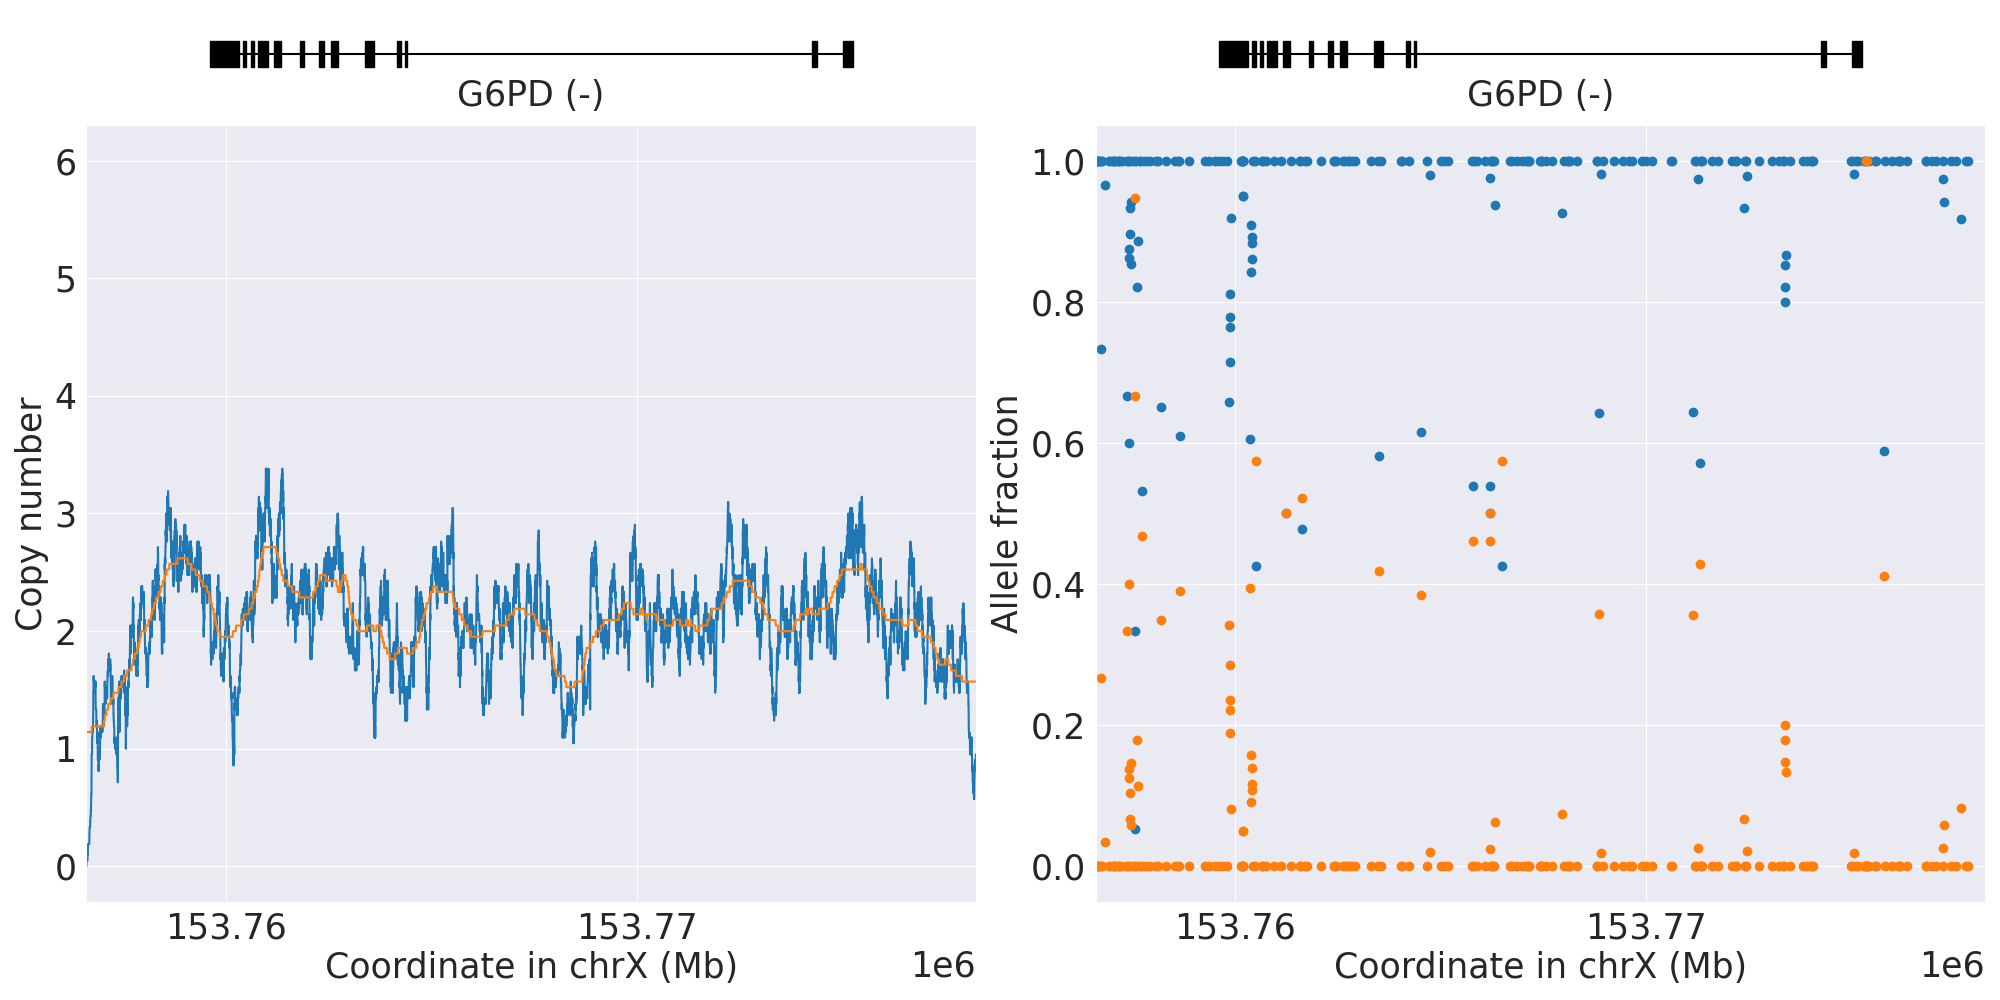 G6PD (-)
6
5
4
3
2
1
0
Copy number
153.76
153.77
Coordinate in chrX (Mb)
1e6
G6PD (-)
1.0
0.8
0.6
0.4
0.2
0.0
Allele fraction
153.76
153.77
Coordinate in chrX (Mb)
1e6